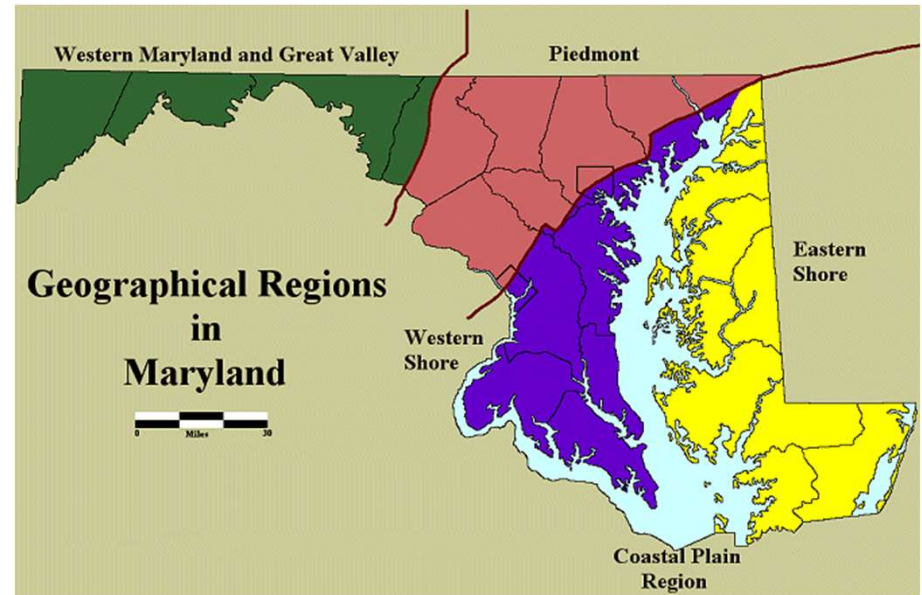 Western Maryland and Great Valley
Piedmont
Geographical Regions
in
Maryland
0 Miles 30
Western
Shore
Eastern
Shore
Coastal Plain
Region